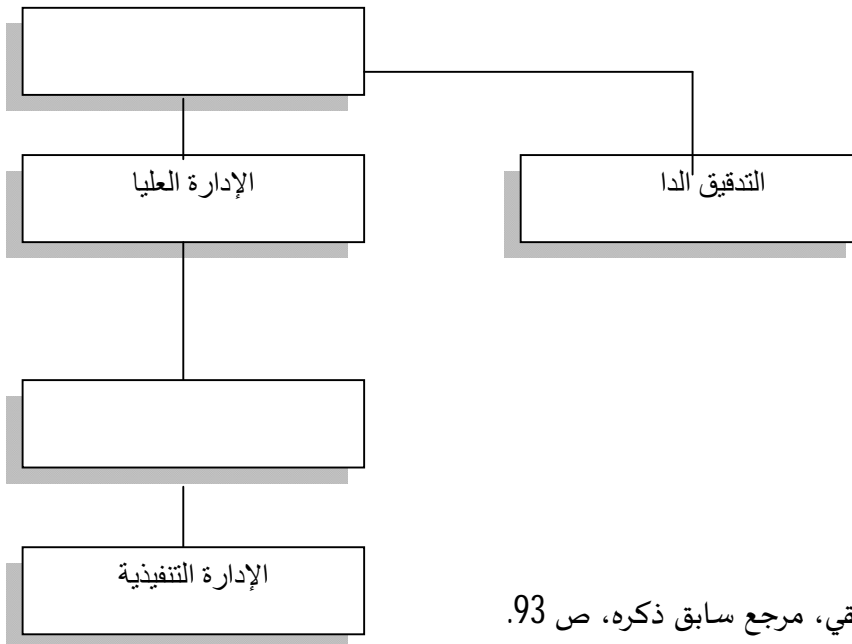 الإدارة العليا
التدقيق الدا
الإدارة التنفيذية
قي، مرجع سابق ذكره، ص 93.